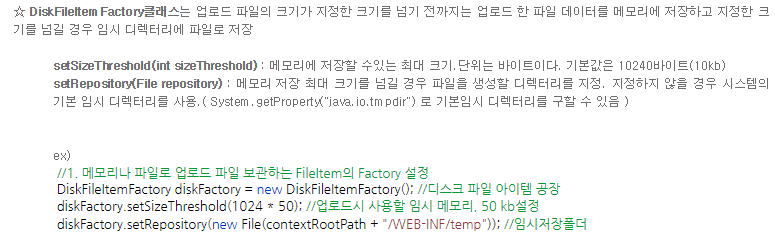 ☆ DiskFileItem Factory클래스는 업로드 파일의 크기가 지정한 크기를 넘기 전까지는 업로드 한 파일 데이터를 메모리에 저장하고 지정한 크
기를 넘길 경우 임시 디렉터리에 파일로 저장
setSizeThreshold(int sizeThreshold) : 메모리에 저장할 수있는 최대 크기.단위는 바이트이다. 기본값은 10240바이트(10kb)
setRepository(File repository) : 메모리 저장 최대 크기를 넘길 경우 파일을 생성할 디렉터리를 지정. 지정하지 않을 경우 시스템의
기본 임시 디렉터리를 사용.( System.getProperty("java.io.tmpdir") 로 기본임시 디렉터리를 구할 수 있음 )
ex)
//1. 메모리나 파일로 업로드 파일 보관하는 FileItem의 Factory 설정
DiskFileItemFactory diskFactory = new DiskFileItemFactory(); //디스크 파일 아이템 공장
diskFactory.setSizeThreshold(1024 * 50); //업로드시 사용할 임시 메모리, 50 kb설정
diskFactory.setRepository(new File(contextRootPath + "/WEB-INF/temp")); //임시저장폴더